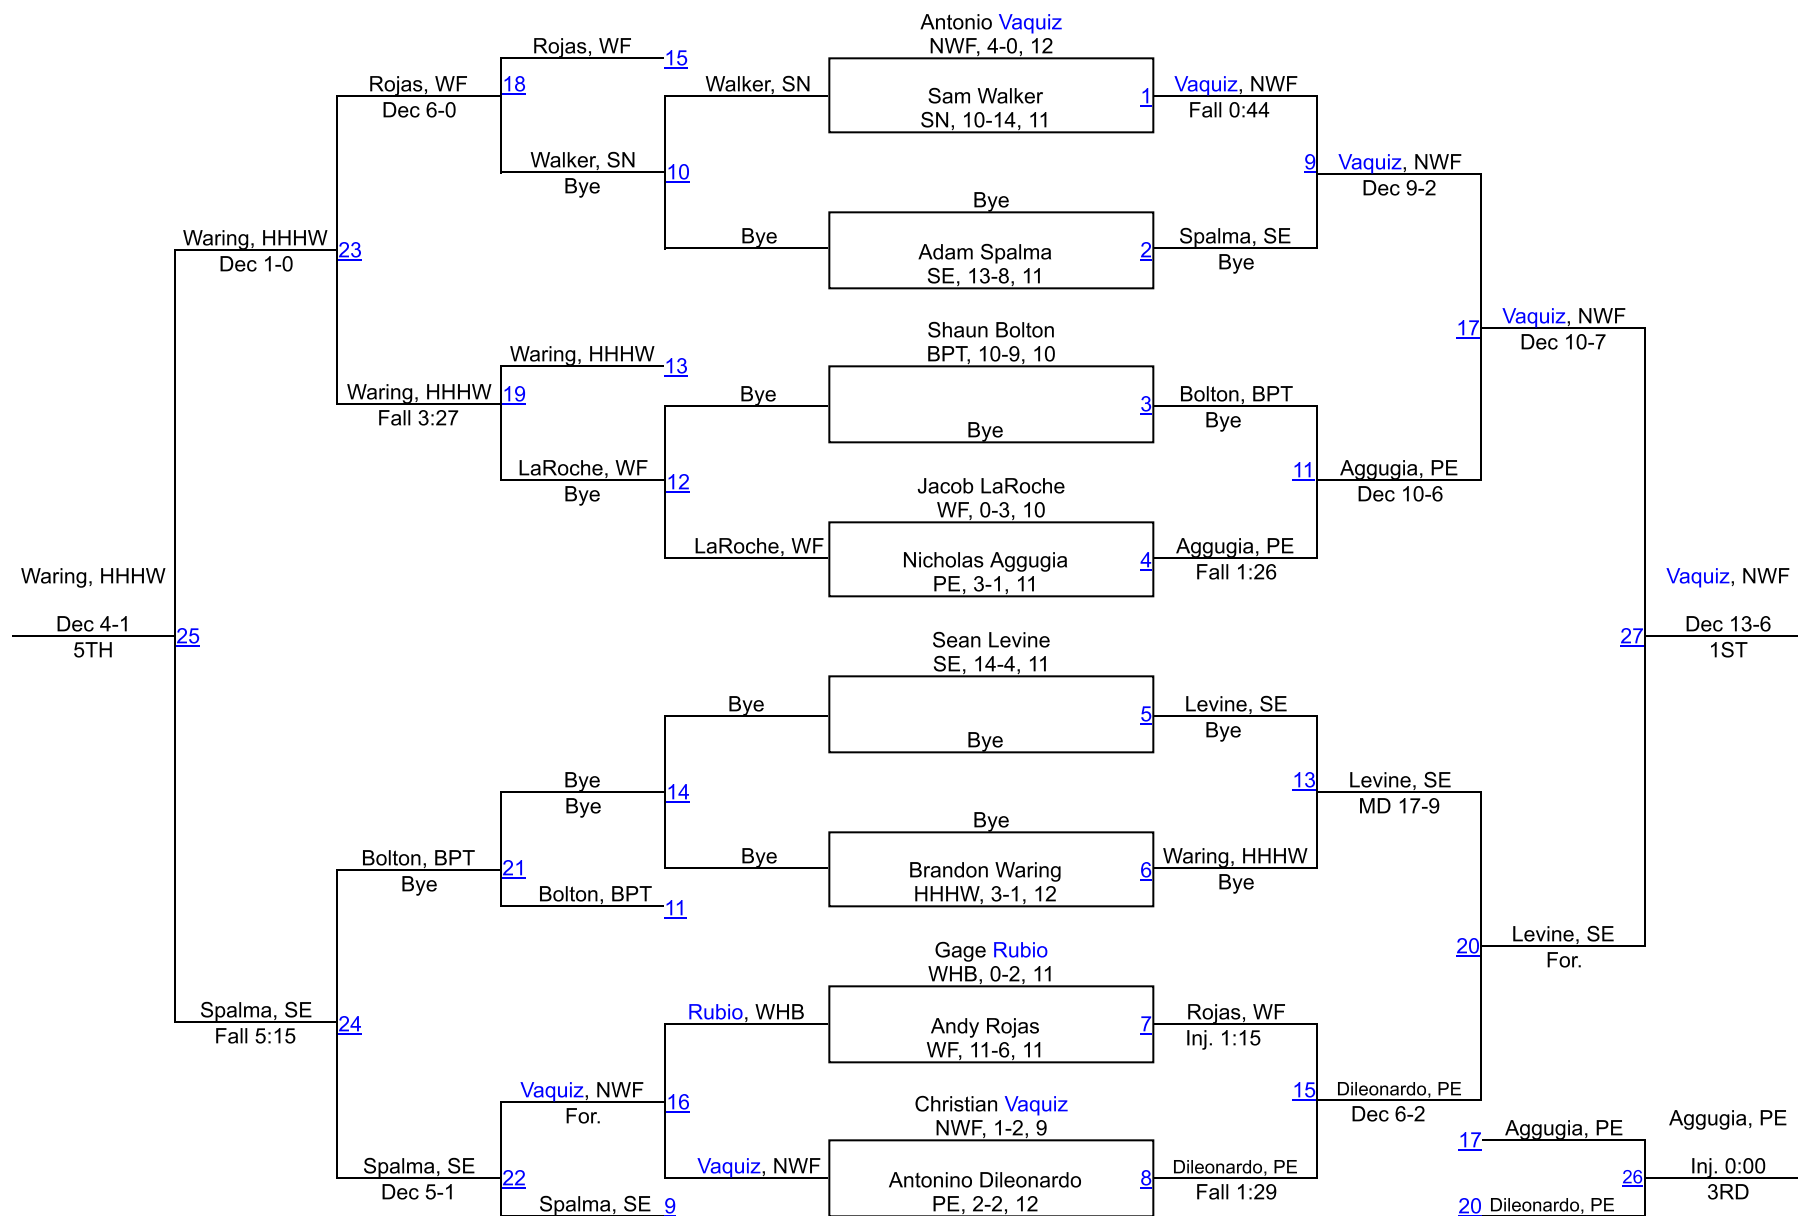 Antonio Vaquiz
NWF, 4-0, 12
Rojas, WF
15
Rojas, WF
18
Dec 6-0
Walker, SN
Sam Walker
SN, 10-14, 11
1
Vaquiz, NWF
Fall 0:44
Walker, SN
10
Bye
9
Vaquiz, NWF
Dec 9-2
Bye
Waring, HHHW
23
Dec 1-0
Bye
Adam Spalma
SE, 13-8, 11
2
Spalma, SE
Bye
Shaun Bolton
BPT, 10-9, 10
17
Vaquiz, NWF
Dec 10-7
Waring, HHHW
13
Waring, HHHW
19
Fall 3:27
Bye
3
Bolton, BPT
Bye
Bye
LaRoche, WF
12
Bye
11
Aggugia, PE
Dec 10-6
Jacob LaRoche
WF, 0-3, 10
LaRoche, WF
Nicholas Aggugia
PE, 3-1, 11
4
Aggugia, PE
Fall 1:26
Waring, HHHW
Dec 4-1
25
5TH
Vaquiz, NWF
27
Dec 13-6
1ST
Sean Levine
SE, 14-4, 11
Bye
5
Levine, SE
Bye
Bye
Bye
14
Bye
13
Levine, SE
MD 17-9
Bye
Bolton, BPT
21
Bye
Bye
Brandon Waring
HHHW, 3-1, 12
6
Waring, HHHW
Bye
Bolton, BPT
11
Gage Rubio
WHB, 0-2, 11
20
Levine, SE
For.
Spalma, SE
24
Fall 5:15
Rubio, WHB
Andy Rojas
WF, 11-6, 11
7
Rojas, WF
Inj. 1:15
Vaquiz, NWF
16
For.
15
Dileonardo, PE
Dec 6-2
Christian Vaquiz
NWF, 1-2, 9
Spalma, SE
22
Dec 5-1
Vaquiz, NWF
Antonino Dileonardo
PE, 2-2, 12
8
Dileonardo, PE
Fall 1:29
Spalma, SE
9
17
Aggugia, PE
Aggugia, PE
26
Inj. 0:00
3RD
20
Dileonardo, PE